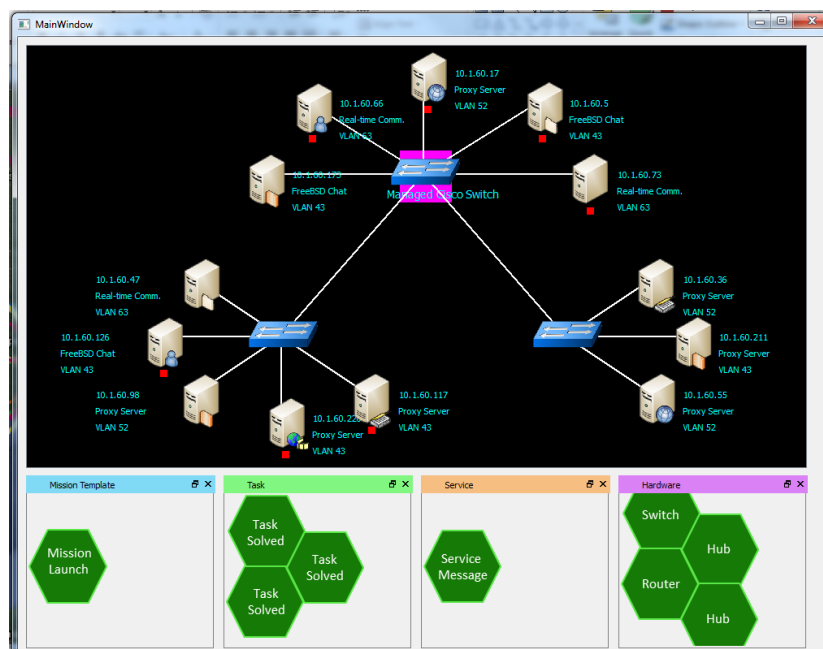 MainWindow
10.1.60.17
Proxy Server
VLAN 52
10.1.60.66
Real-time Comm.
VLAN 63
10.1.60.5
FreeBSD Chat
VLAN 43
10.1.60.173
FreeBSD Chat
VLAN 43
Managed Cisco Switch
10.1.60.73
Real-time Comm.
VLAN 63
10.1.60.47
Real-time Comm.
VLAN 63
10.1.60.36
Proxy Server
VLAN 52
10.1.60.126
FreeBSD Chat
VLAN 43
10.1.60.211
Proxy Server
VLAN 43
10.1.60.98
Proxy Server
VLAN 52
Proxy Server
VLAN 43
10.1.60.117
Proxy Server
VLAN 43
10.1.60.55
Proxy Server
VLAN 52
Mission Template
Task
Service
Hardware
Mission
Launch
Task
Solved
Task
Solved
Task
Solved
Service
Message
Switch
Hub
Router
Hub